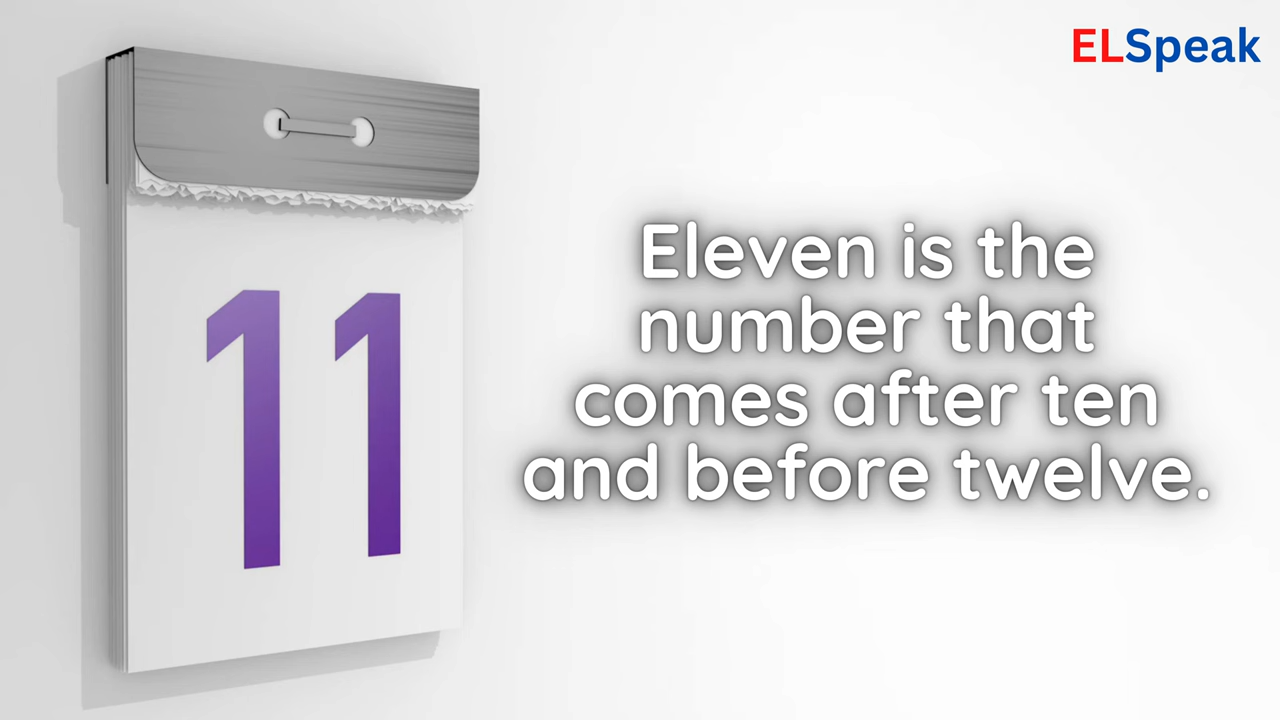 ELSpeak
11
Eleven is the
number that
comes after ten
and before twelve.